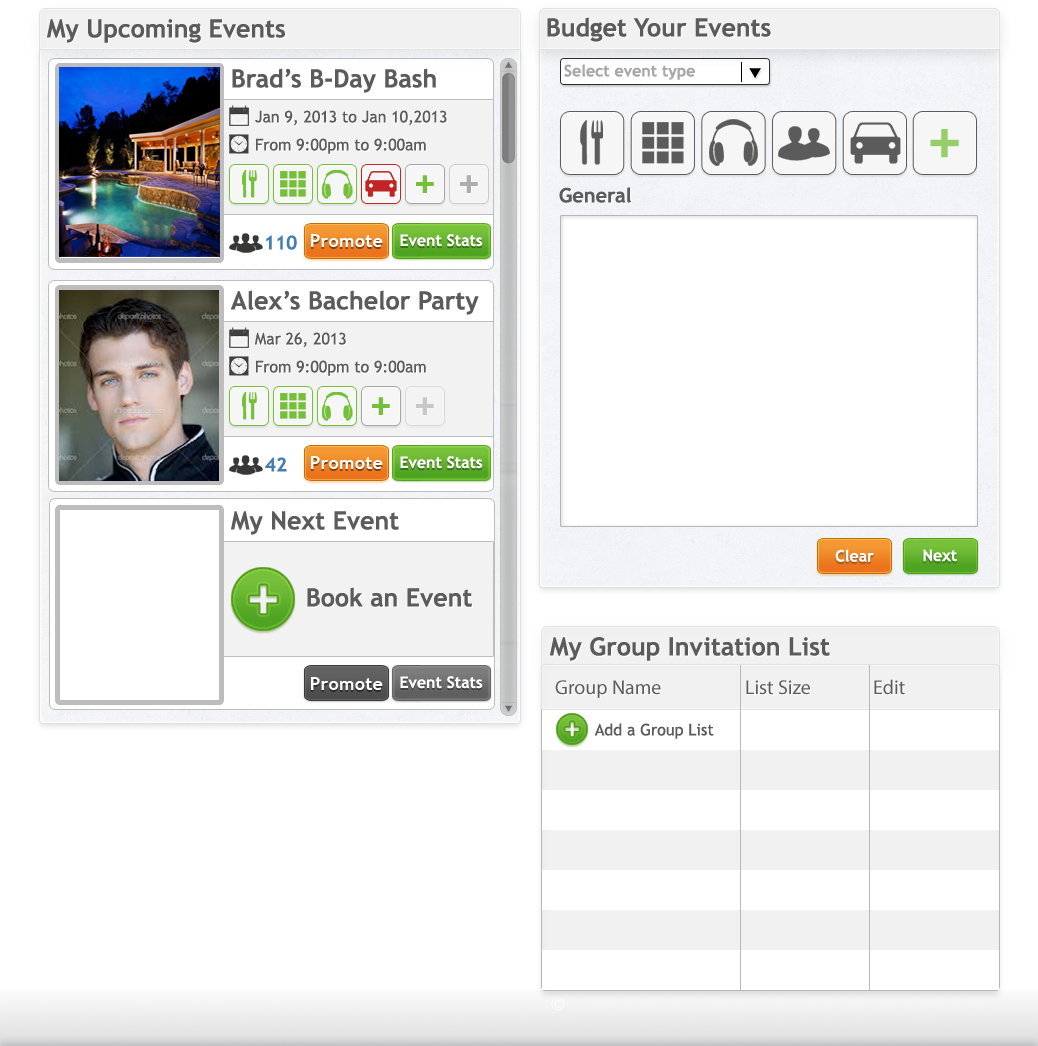 My Upcoming Events
Brad's B-Day Bash
Jan 9, 2013 to Jan 10,2013
From 9:00pm to 9:00am
110
Promote
Event Stats
Alex's Bachelor Party
depositphotos
Mar 26, 2013
From 9:00pm to 9:00am
42
Promote
Event Stats
My Next Event
Book an Event
Promote
Event Stats
Budget Your Events
Select event type
General
Clear
Next
My Group Invitation List
Group Name
List Size
Edit
Add a Group List
©